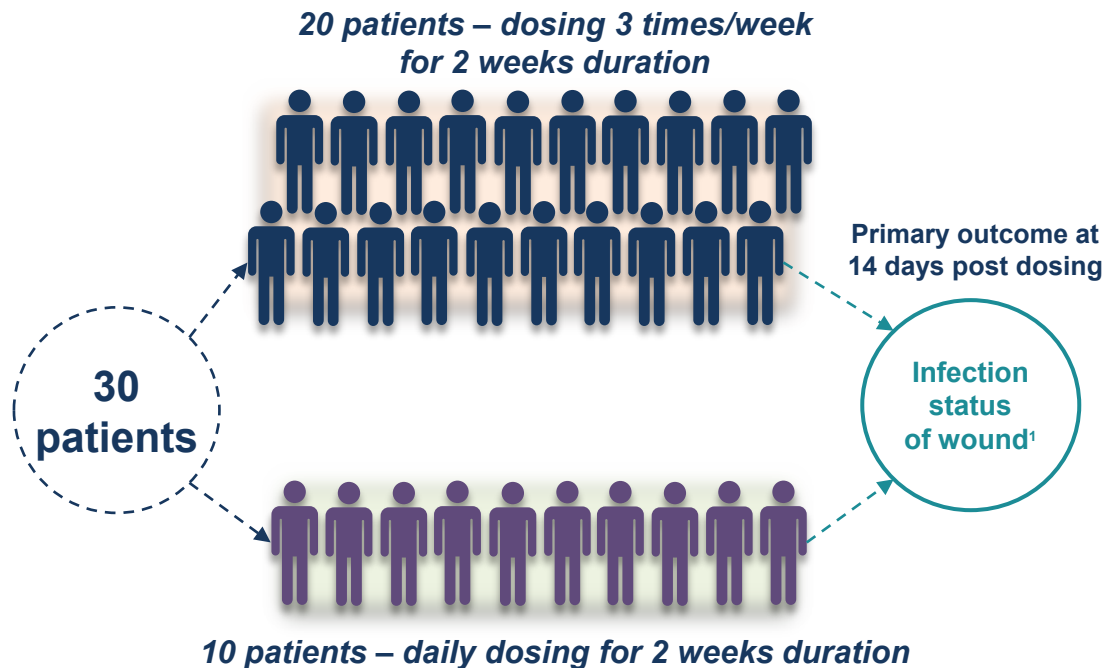 20 patients – dosing 3 times/week
for 2 weeks duration
30
patients
Primary outcome at
14 days post dosing
Infection
status
of wound¹
10 patients – daily dosing for 2 weeks duration